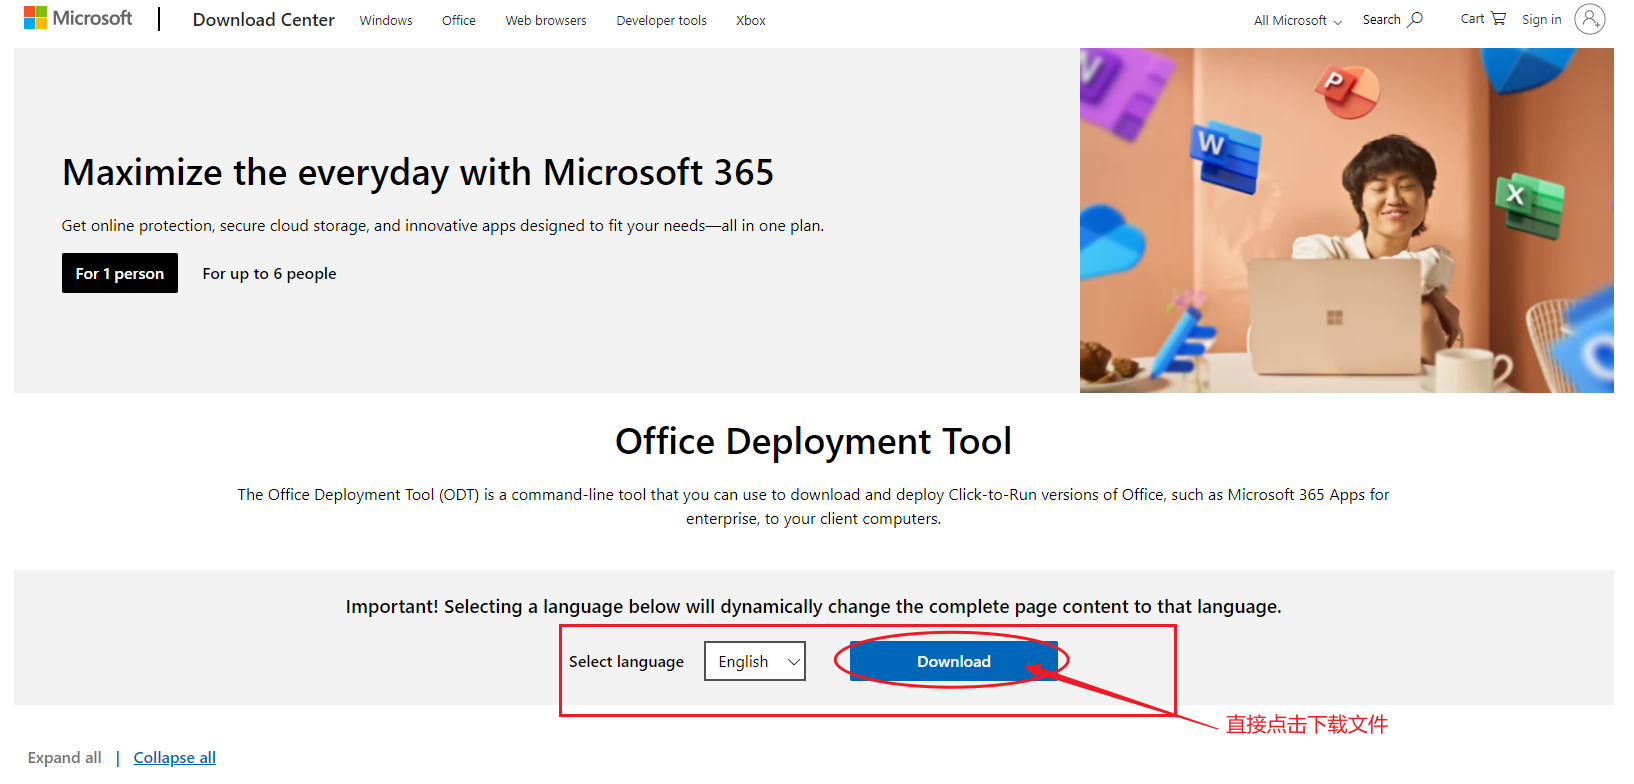 Microsoft
Download Center
Windows
Office
Web browsers
Developer tools
Xbox
All Microsoft
Search
Cart
Sign in
Maximize the everyday with Microsoft 365
Get online protection, secure cloud storage, and innovative apps designed to fit your needs—all in one plan.
For 1 person
For up to 6 people
N
W
P
X
O
Office Deployment Tool
The Office Deployment Tool (ODT) is a command-line tool that you can use to download and deploy Click-to-Run versions of Office, such as Microsoft 365 Apps for
enterprise, to your client computers.
Important! Selecting a language below will dynamically change the complete page content to that language.
Select language
English
Download
直接点击下载文件
Expand all | Collapse all